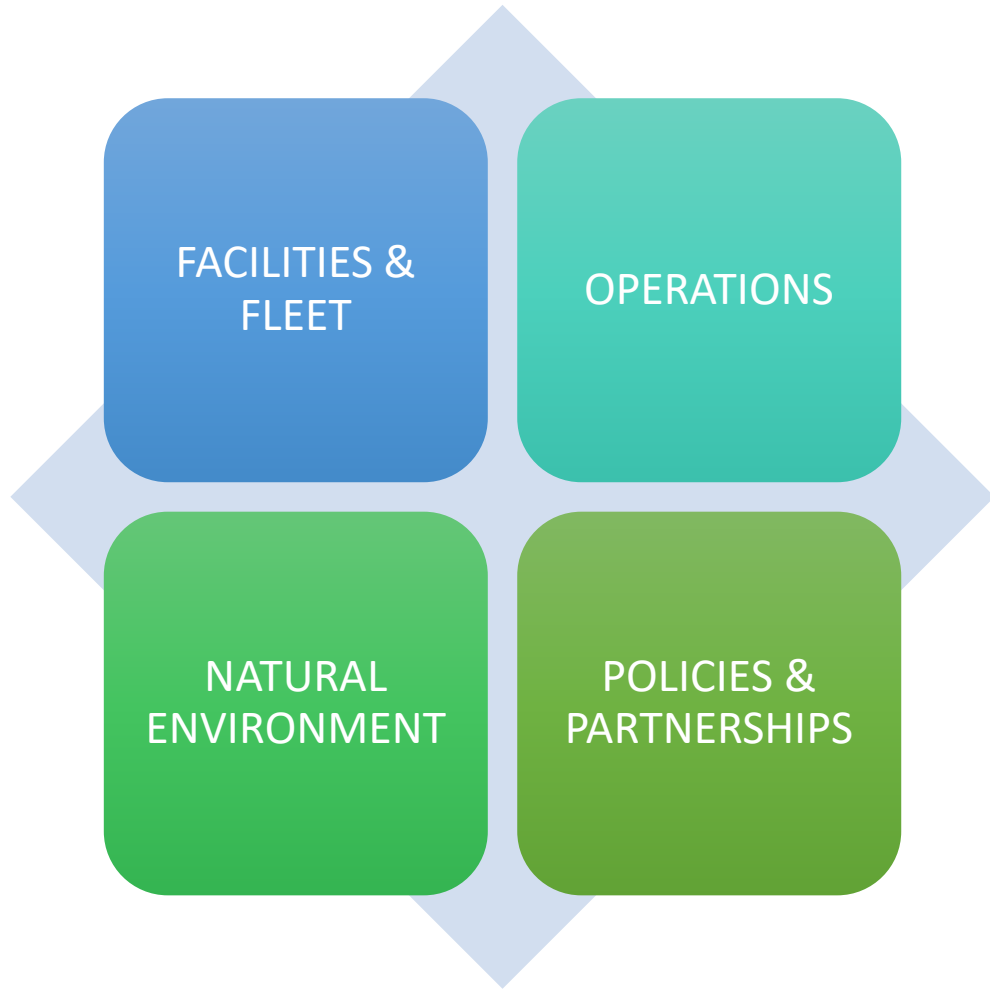 FACILITIES &
FLEET
OPERATIONS
NATURAL
ENVIRONMENT
POLICIES &
PARTNERSHIPS